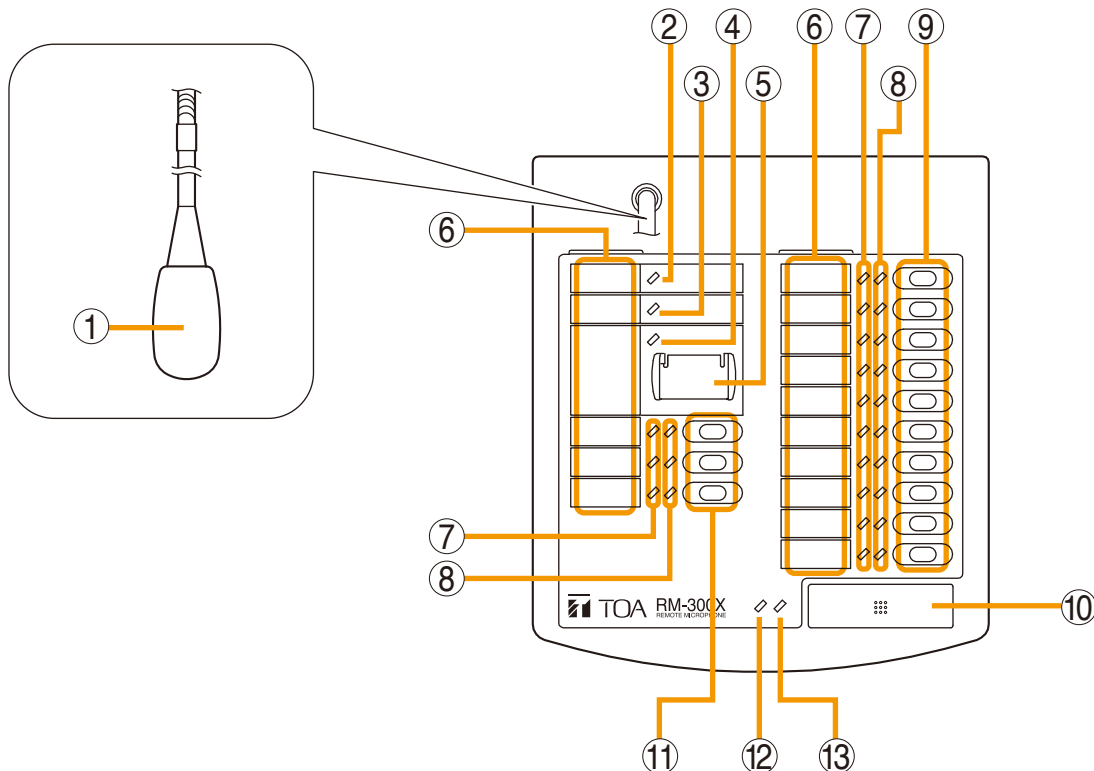 ② ④ ⑥ ⑦ ⑨
③ ⑤ ⑧
⑥
①
⑦
⑧
TOA RM-300X
REMOTE MICROPHONE
⑩
⑪ ⑫ ⑬